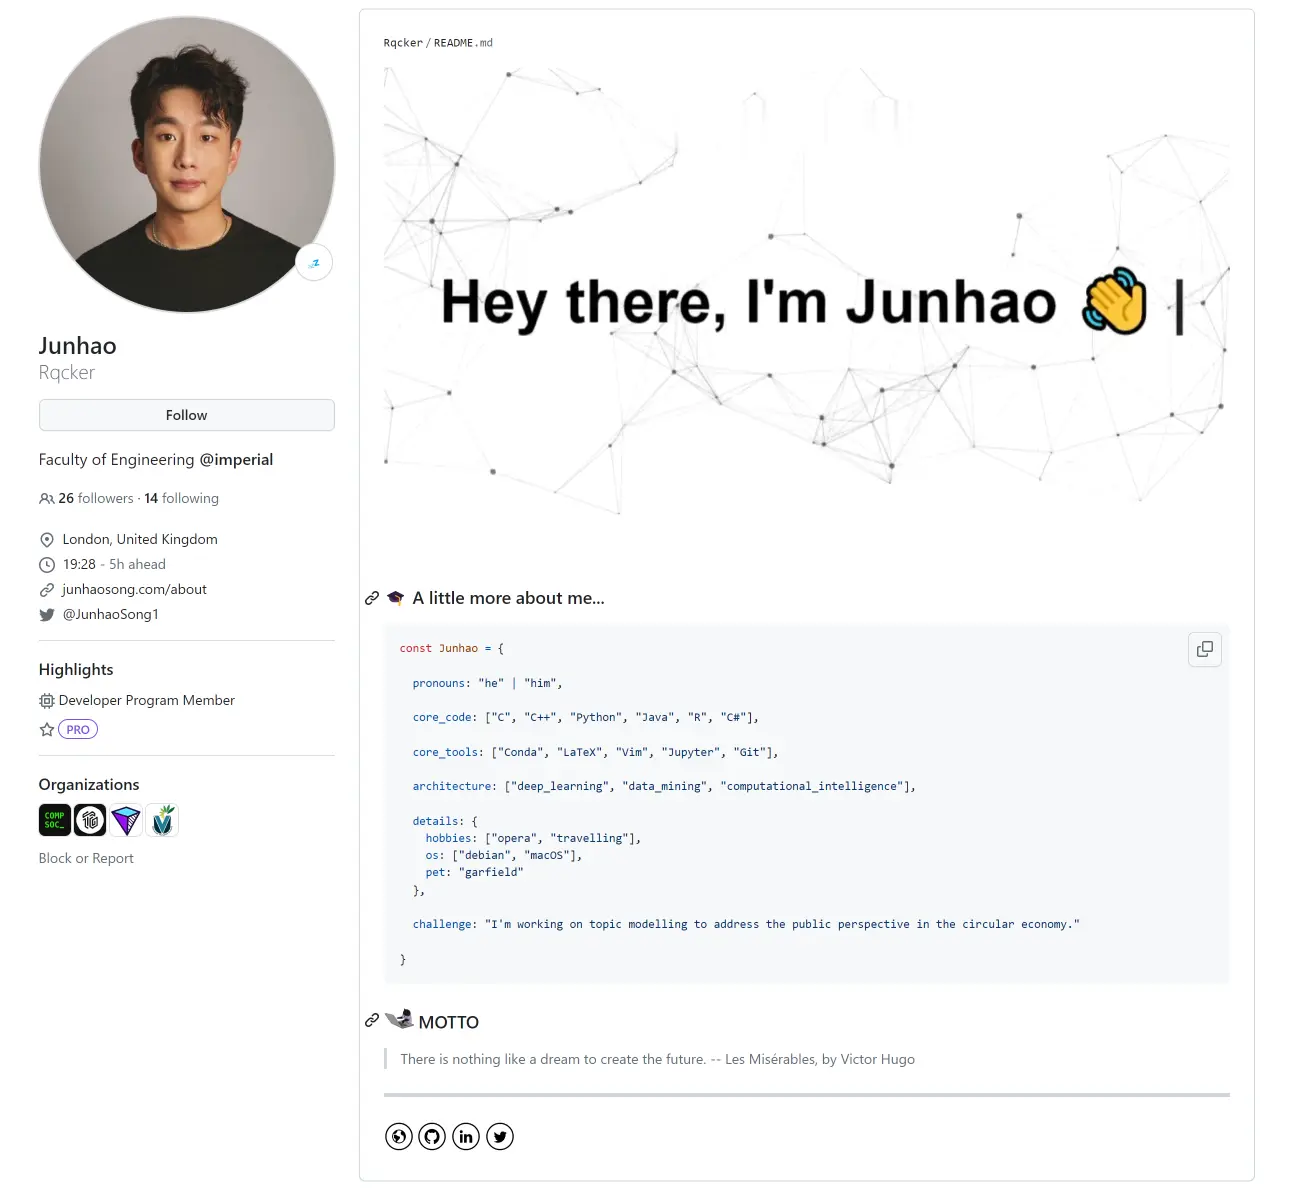 Junhao
Rqcker
Follow
Faculty of Engineering @imperial
26 followers · 14 following
London, United Kingdom
19:28 - 5h ahead
junhaosong.com/about
@JunhaoSong1
Highlights
Developer Program Member
PRO
Organizations
COMP
SOC_
Block or Report
Rqcker / README.md
Hey there, I'm Junhao 👋 |
🎓 A little more about me...
const Junhao = {
pronouns: "he" | "him",
core_code: ["C", "C++", "Python", "Java", "R", "C#"],
core_tools: ["Conda", "LaTeX", "Vim", "Jupyter", "Git"],
architecture: ["deep_learning", "data_mining", "computational_intelligence"],
details: {
hobbies: ["opera", "travelling"],
os: ["debian", "macOS"],
pet: "garfield"
},
challenge: "I'm working on topic modelling to address the public perspective in the circular economy."
}
MOTTO
There is nothing like a dream to create the future. -- Les Misérables, by Victor Hugo
in